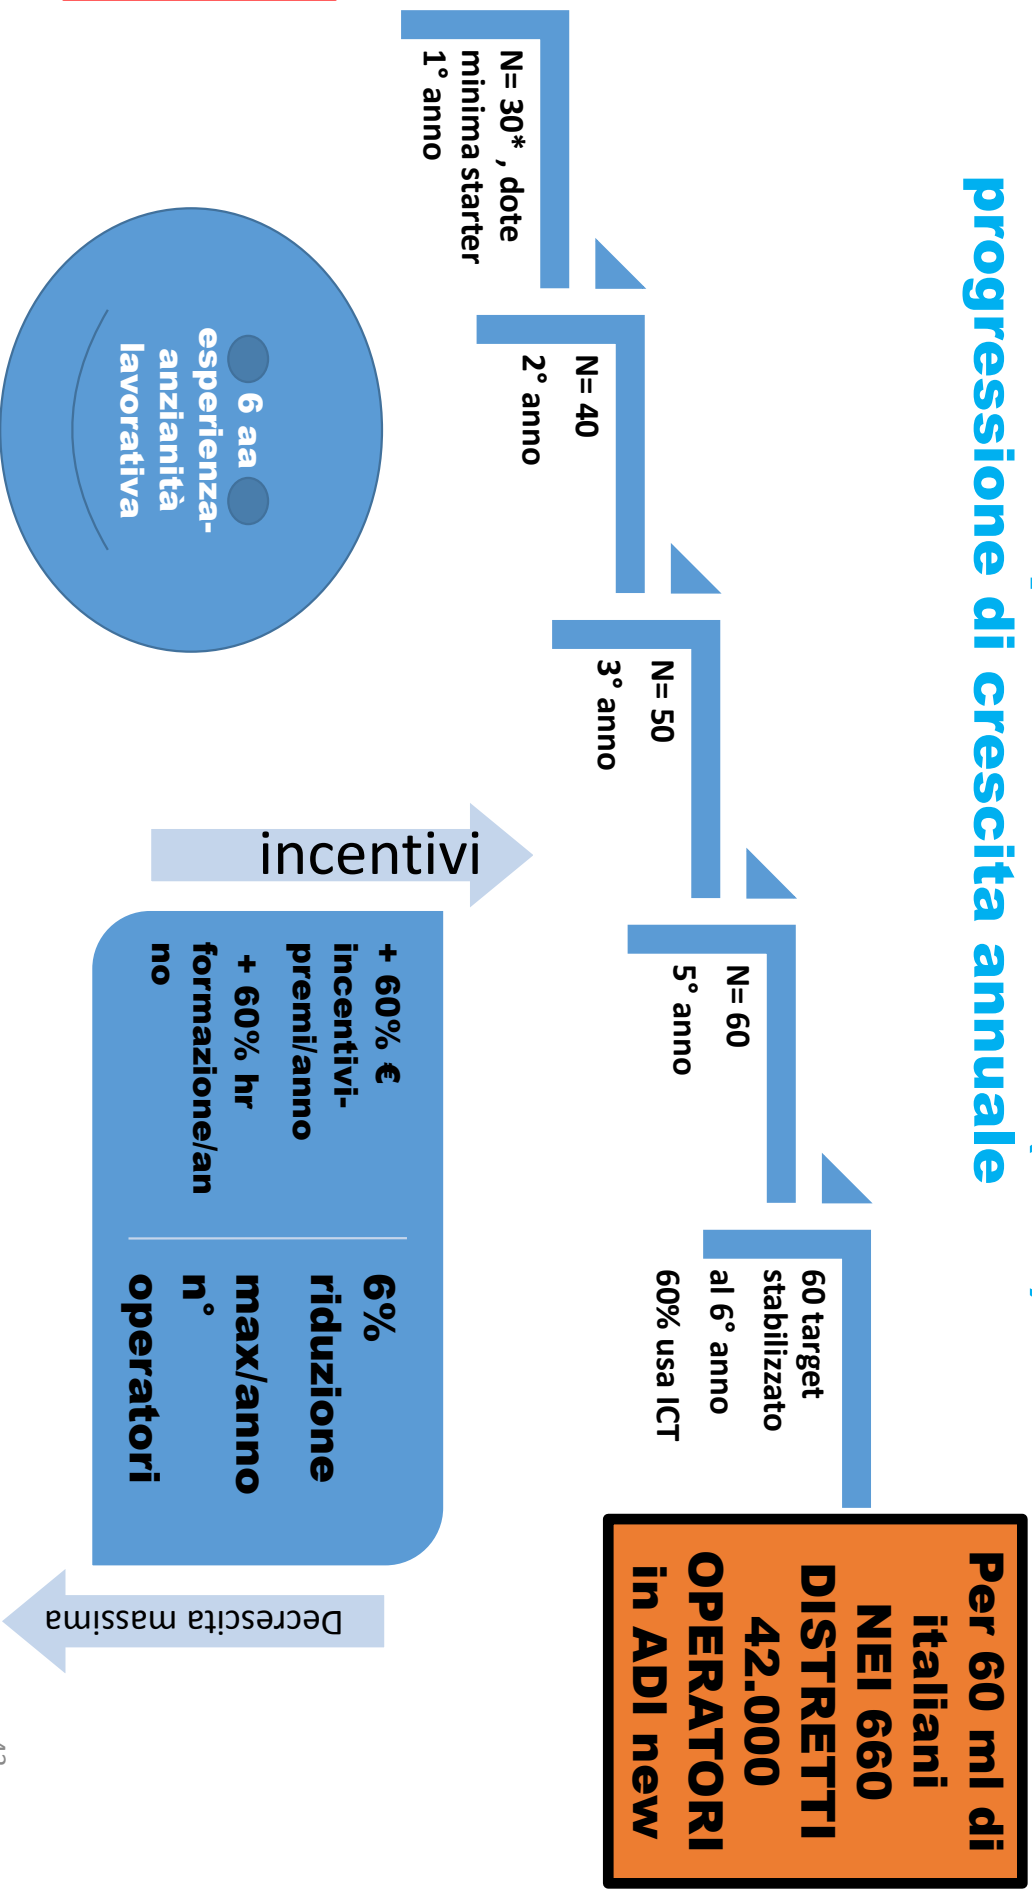 progressione di crescita annuale
N= 30* , dote
minima starter
1° anno
N= 40
2° anno
N= 50
3° anno
N= 60
5° anno
60 target
stabilizzato
al 6° anno
60% usa ICT
Per 60 ml di
italiani
NEI 660
DISTRETTI
42.000
OPERATORI
in ADI new
6 aa
esperienza-
anzianità
lavorativa
incentivi
+ 60% €
incentivi-
premi/anno
+ 60% hr
formazione/an
no
6%
riduzione
max/anno
n°
operatori
Decrescita massima